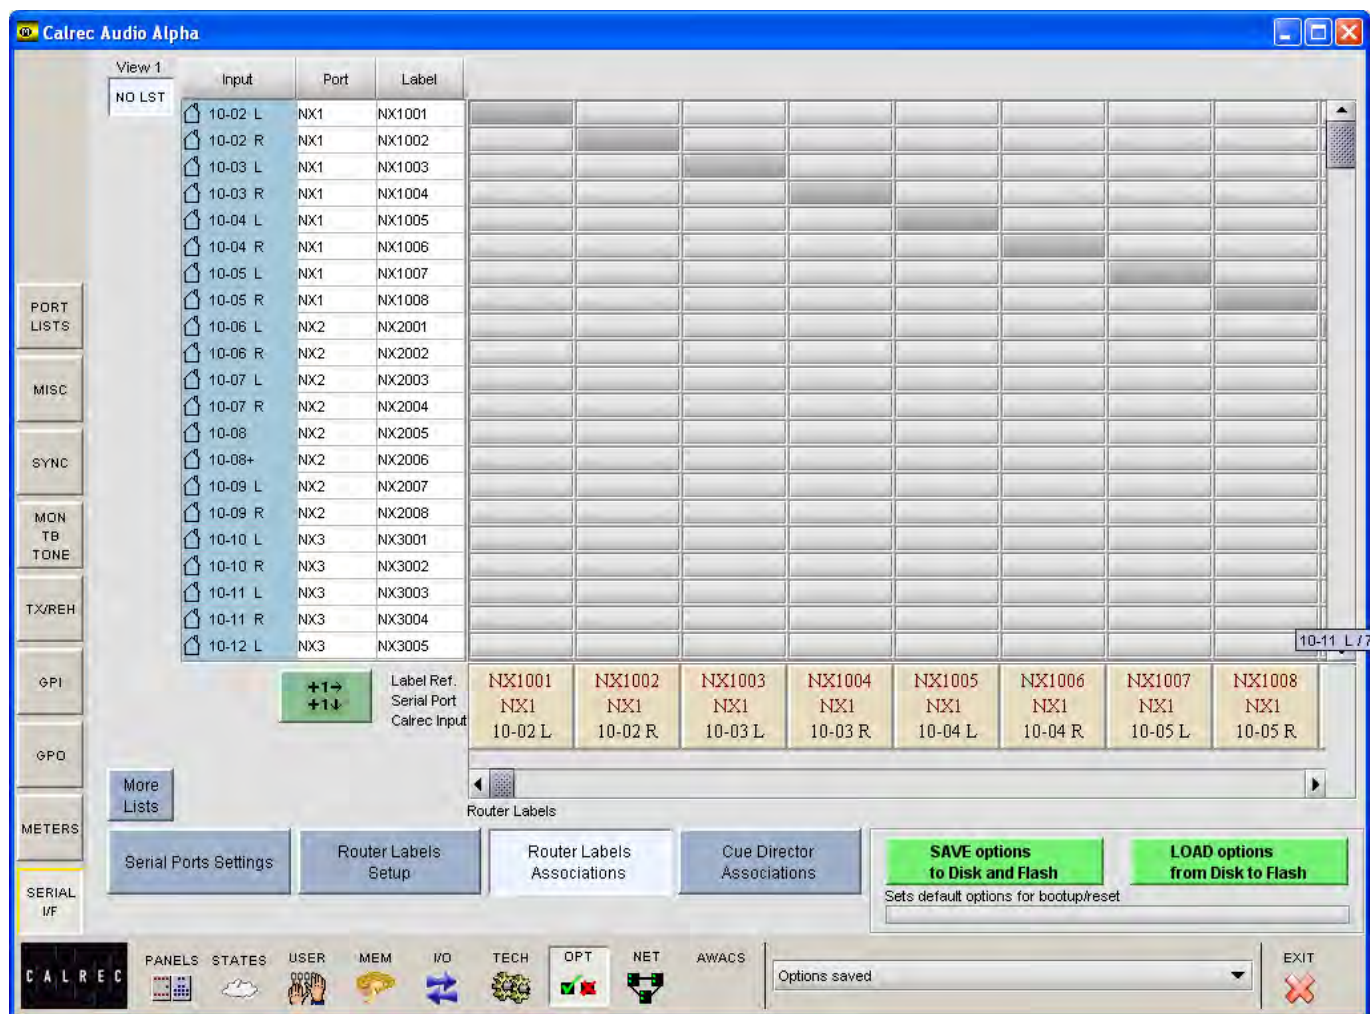 Calrec Audio Alpha
View 1
NO LST
Input Port Label
10-02 L NX1 NX1001
10-02 R NX1 NX1002
10-03 L NX1 NX1003
10-03 R NX1 NX1004
10-04 L NX1 NX1005
10-04 R NX1 NX1006
10-05 L NX1 NX1007
10-05 R NX1 NX1008
10-06 L NX2 NX2001
10-06 R NX2 NX2002
10-07 L NX2 NX2003
10-07 R NX2 NX2004
10-08 NX2 NX2005
10-08+ NX2 NX2006
10-09 L NX2 NX2007
10-09 R NX2 NX2008
10-10 L NX3 NX3001
10-10 R NX3 NX3002
10-11 L NX3 NX3003
10-11 R NX3 NX3004
10-12 L NX3 NX3005
10-11 L / 7
PORT
LISTS
MISC
SYNC
MON
TB
TONE
TX/REH
GPI
GPO
METERS
SERIAL
I/F
+1→
+1↓
Label Ref. NX1001 NX1002 NX1003 NX1004 NX1005 NX1006 NX1007 NX1008
Serial Port NX1 NX1 NX1 NX1 NX1 NX1 NX1 NX1
Calrec Input 10-02 L 10-02 R 10-03 L 10-03 R 10-04 L 10-04 R 10-05 L 10-05 R
More
Lists
Router Labels
Serial Ports Settings
Router Labels
Setup
Router Labels
Associations
Cue Director
Associations
SAVE options
to Disk and Flash
LOAD options
from Disk to Flash
Sets default options for bootup/reset
CALREC
PANELS STATES USER MEM I/O TECH OPT NET AWACS
Options saved
EXIT